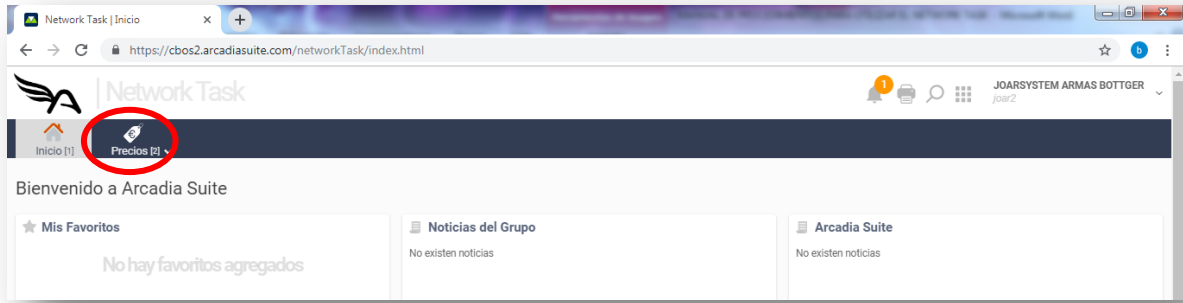 Network Task | Inicio
https://cbos2.arcadiasuite.com/networkTask/index.html
b
| Network Task
1
JOARSYSTEM ARMAS BOTTGER
joar2
Inicio [1]
Precios [2]
Bienvenido a Arcadia Suite
Mis Favoritos
No hay favoritos agregados
Noticias del Grupo
No existen noticias
Arcadia Suite
No existen noticias